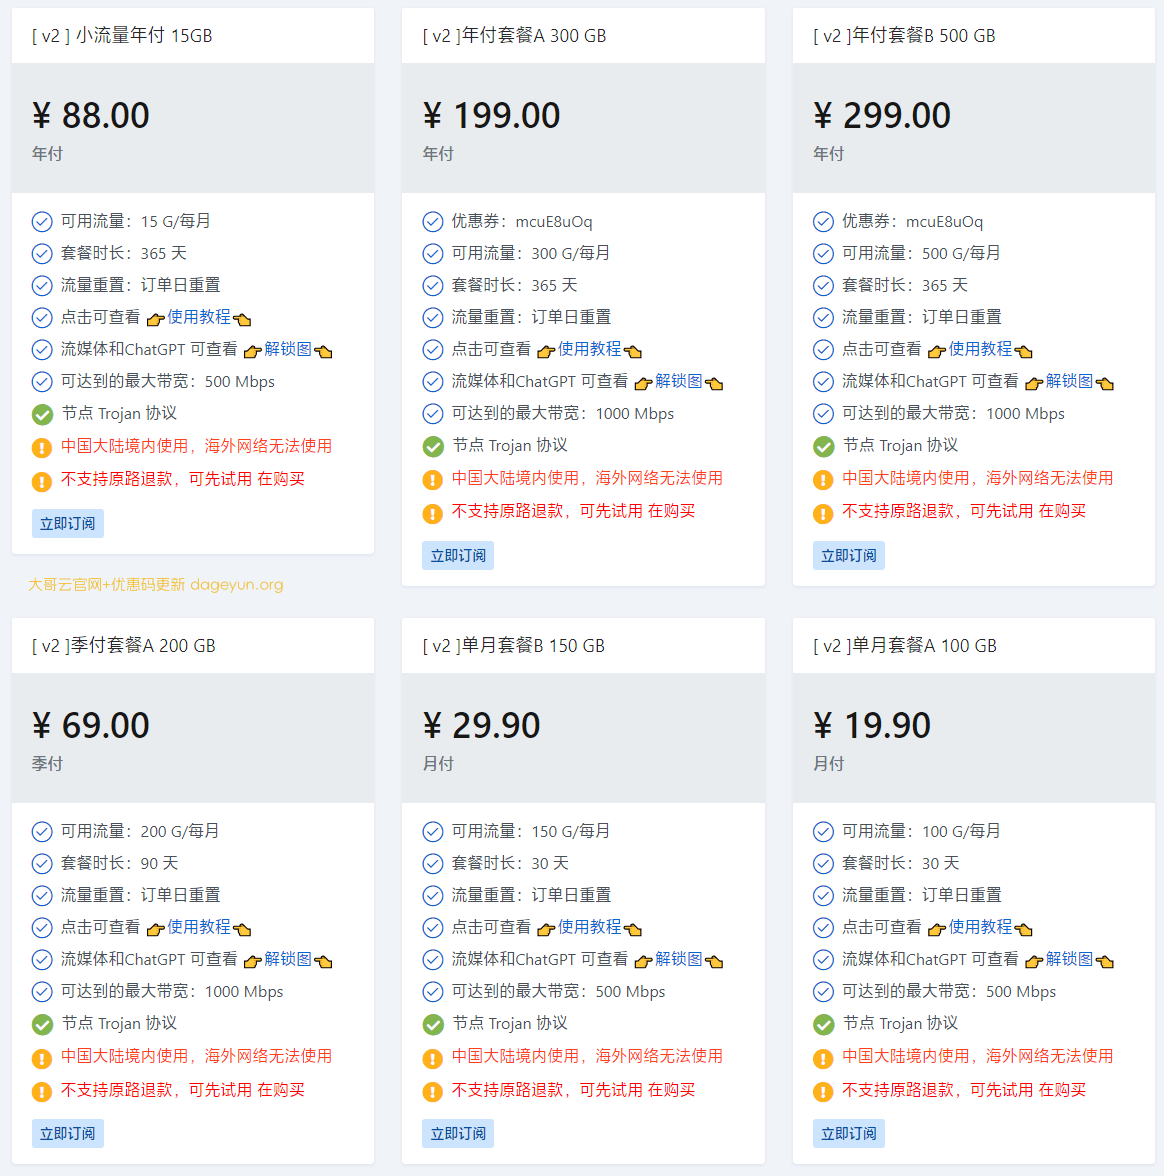 [ v2 ] 小流量年付 15GB
¥ 88.00
年付
可用流量：15 G/每月
套餐时长：365 天
流量重置：订单日重置
点击可查看 👉使用教程👈
流媒体和ChatGPT 可查看 👉解锁图👈
可达到的最大带宽：500 Mbps
节点 Trojan 协议
中国大陆境内使用，海外网络无法使用
不支持原路退款，可先试用 在购买
立即订阅
[ v2 ]年付套餐A 300 GB
¥ 199.00
年付
优惠券：mcuE8uOq
可用流量：300 G/每月
套餐时长：365 天
流量重置：订单日重置
点击可查看 👉使用教程👈
流媒体和ChatGPT 可查看 👉解锁图👈
可达到的最大带宽：1000 Mbps
节点 Trojan 协议
中国大陆境内使用，海外网络无法使用
不支持原路退款，可先试用 在购买
立即订阅
[ v2 ]年付套餐B 500 GB
¥ 299.00
年付
优惠券：mcuE8uOq
可用流量：500 G/每月
套餐时长：365 天
流量重置：订单日重置
点击可查看 👉使用教程👈
流媒体和ChatGPT 可查看 👉解锁图👈
可达到的最大带宽：1000 Mbps
节点 Trojan 协议
中国大陆境内使用，海外网络无法使用
不支持原路退款，可先试用 在购买
立即订阅
大哥云官网+优惠码更新 dageyun.org
[ v2 ]季付套餐A 200 GB
¥ 69.00
季付
可用流量：200 G/每月
套餐时长：90 天
流量重置：订单日重置
点击可查看 👉使用教程👈
流媒体和ChatGPT 可查看 👉解锁图👈
可达到的最大带宽：1000 Mbps
节点 Trojan 协议
中国大陆境内使用，海外网络无法使用
不支持原路退款，可先试用 在购买
立即订阅
[ v2 ]单月套餐B 150 GB
¥ 29.90
月付
可用流量：150 G/每月
套餐时长：30 天
流量重置：订单日重置
点击可查看 👉使用教程👈
流媒体和ChatGPT 可查看 👉解锁图👈
可达到的最大带宽：500 Mbps
节点 Trojan 协议
中国大陆境内使用，海外网络无法使用
不支持原路退款，可先试用 在购买
立即订阅
[ v2 ]单月套餐A 100 GB
¥ 19.90
月付
可用流量：100 G/每月
套餐时长：30 天
流量重置：订单日重置
点击可查看 👉使用教程👈
流媒体和ChatGPT 可查看 👉解锁图👈
可达到的最大带宽：500 Mbps
节点 Trojan 协议
中国大陆境内使用，海外网络无法使用
不支持原路退款，可先试用 在购买
立即订阅